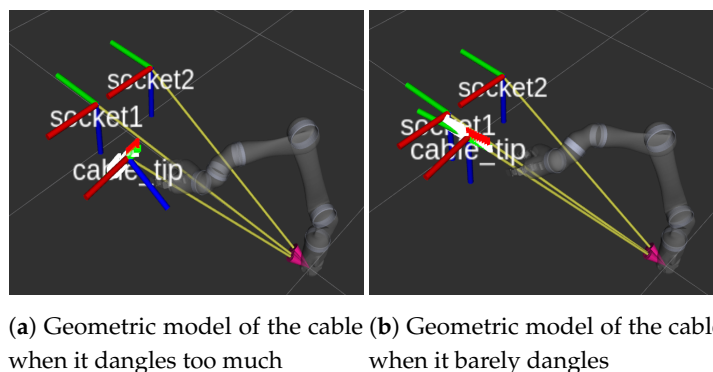 socket2
socket1
cable_tip
socket2
socket1
cable_tip
(a) Geometric model of the cable
when it dangles too much
(b) Geometric model of the
when it barely dangles